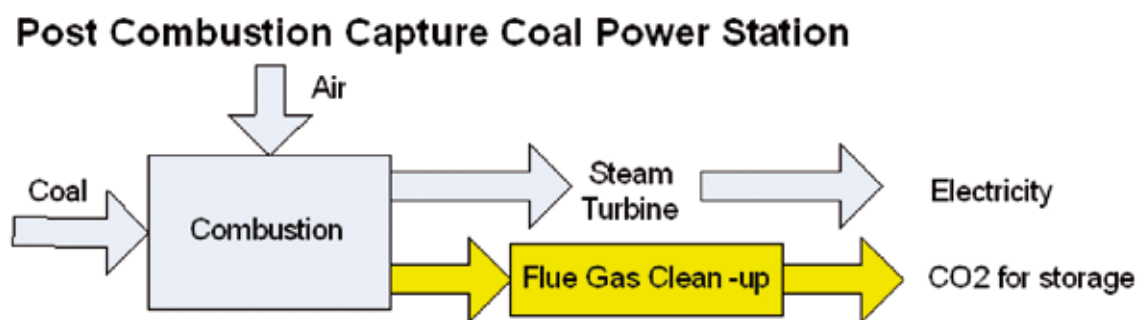 Post Combustion Capture Coal Power Station
Air
Coal
Combustion
Steam
Turbine
Electricity
Flue Gas Clean -up
CO2 for storage